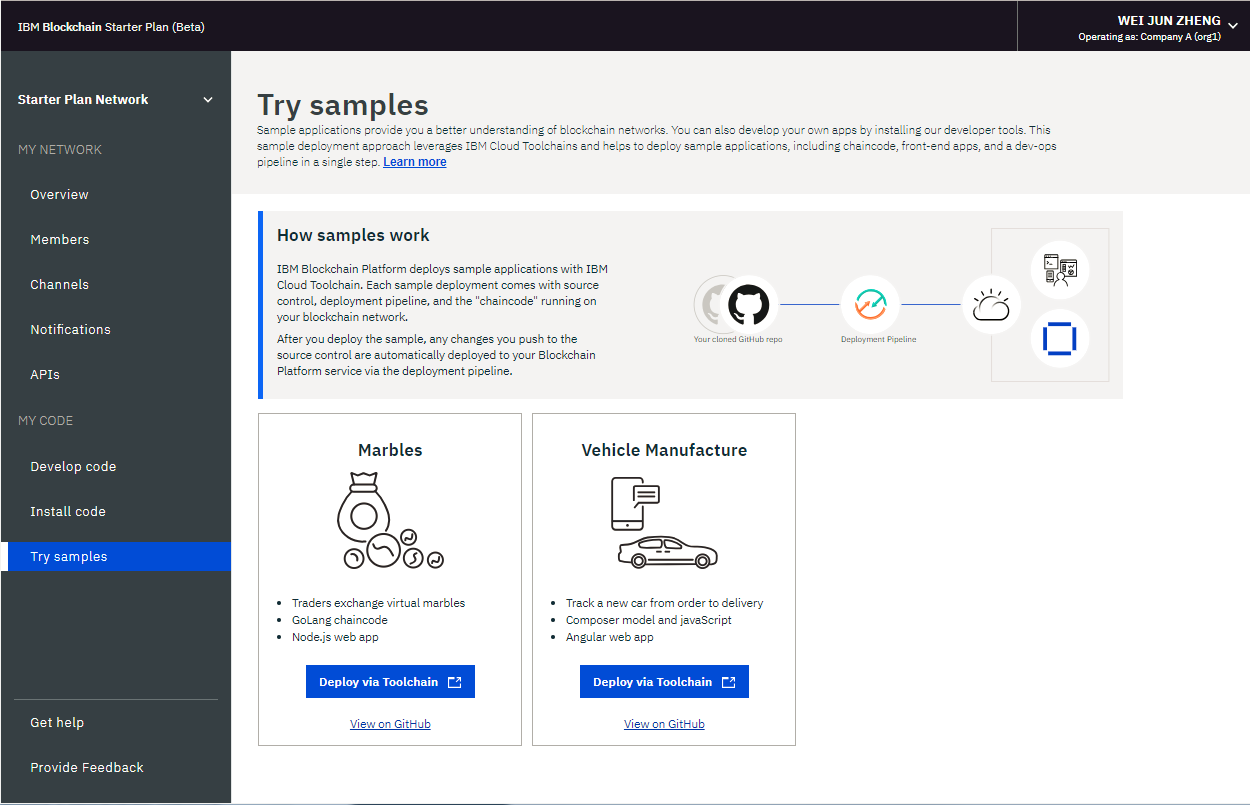 IBM Blockchain Starter Plan (Beta)
WEI JUN ZHENG
Operating as: Company A (org1)
Starter Plan Network
MY NETWORK
Overview
Members
Channels
Notifications
APIs
MY CODE
Develop code
Install code
Try samples
Get help
Provide Feedback
Try samples
Sample applications provide you a better understanding of blockchain networks. You can also develop your own apps by installing our developer tools. This
sample deployment approach leverages IBM Cloud Toolchains and helps to deploy sample applications, including chaincode, front-end apps, and a dev-ops
pipeline in a single step. Learn more
How samples work
IBM Blockchain Platform deploys sample applications with IBM
Cloud Toolchain. Each sample deployment comes with source
control, deployment pipeline, and the "chaincode" running on
your blockchain network.
After you deploy the sample, any changes you push to the
source control are automatically deployed to your Blockchain
Platform service via the deployment pipeline.
Your cloned GitHub repo
Deployment Pipeline
Marbles
Traders exchange virtual marbles
GoLang chaincode
Node.js web app
Deploy via Toolchain
View on GitHub
Vehicle Manufacture
Track a new car from order to delivery
Composer model and javaScript
Angular web app
Deploy via Toolchain
View on GitHub